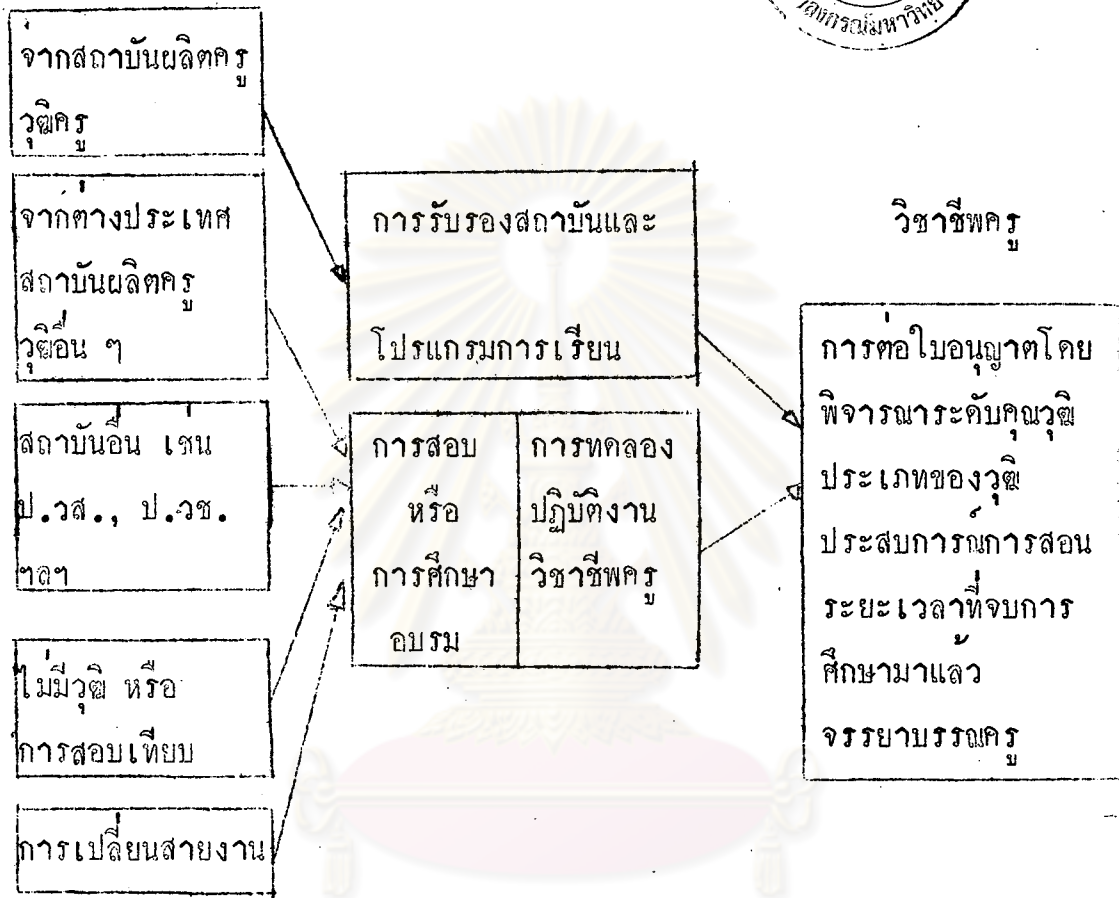 จากสถาบันผลิตครู
วุฒิครู
จากต่างประเทศ
สถาบันผลิตครู
วุฒิอื่น ๆ
สถาบันอื่น เช่น
ป.วส., ป.วช.
ฯลฯ
ไม่มีวุฒิ หรือ
การสอบเทียบ
การเปลี่ยนสายงาน
การรับรองสถาบันและ
โปรแกรมการเรียน
การสอบ
หรือ
การศึกษา
อบรม
การทดลอง
ปฏิบัติงาน
วิชาชีพครู
วิชาชีพครู
การต่อใบอนุญาตโดย
พิจารณาระดับคุณวุฒิ
ประเภทของวุฒิ
ประสบการณ์การสอน
ระยะเวลาที่จบการ
ศึกษามาแล้ว
จรรยาบรรณครู